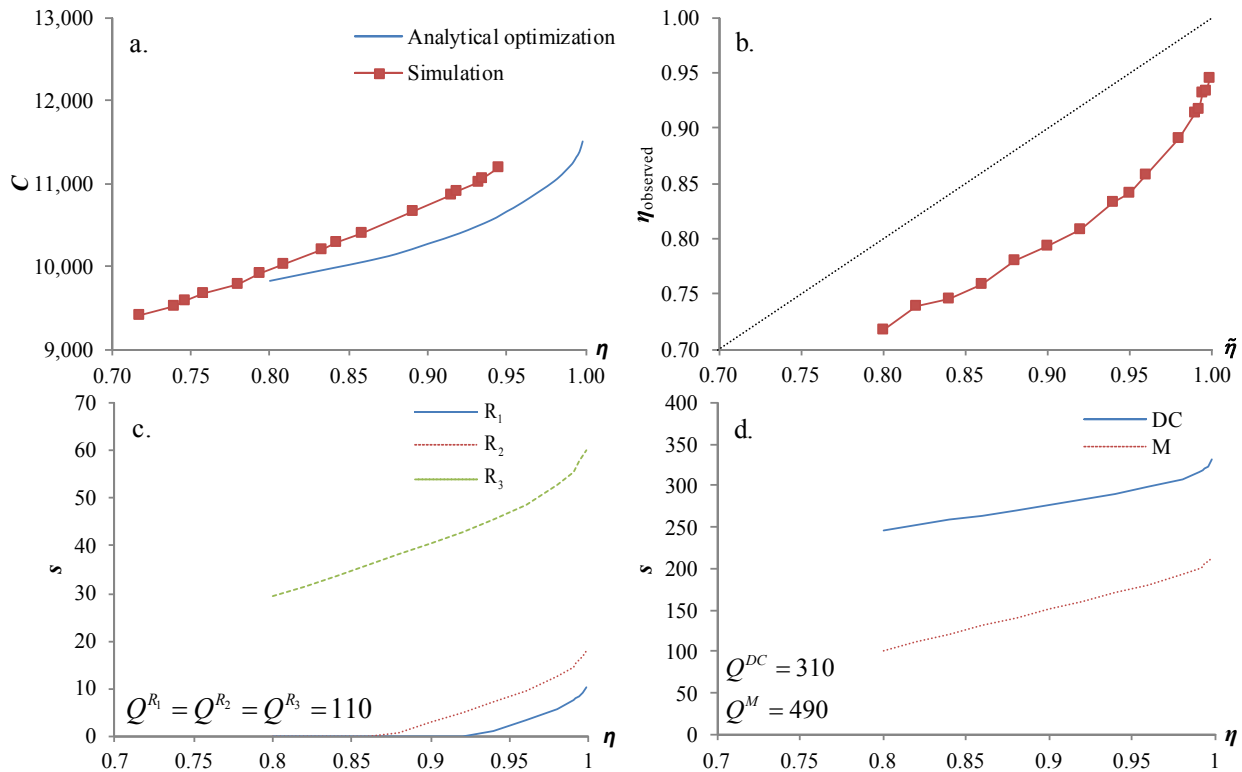 a.
Analytical optimization
Simulation
13,000
12,000
11,000
10,000
9,000
C
0.70 0.75 0.80 0.85 0.90 0.95 1.00
η
b.
1.00
0.95
0.90
0.85
0.80
0.75
0.70
ηobserved
0.70 0.75 0.80 0.85 0.90 0.95 1.00
η̃
c.
R₁
R₂
R₃
70
60
50
40
30
20
10
0
s
Q^{R₁} = Q^{R₂} = Q^{R₃} = 110
0.7 0.75 0.8 0.85 0.9 0.95 1
η
d.
DC
M
400
350
300
250
200
150
100
50
0
s
Q^{DC} = 310
Q^{M} = 490
0.7 0.75 0.8 0.85 0.9 0.95 1
η